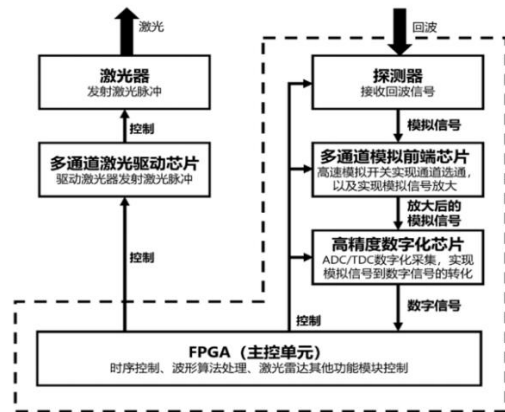 激光
激光器
发射激光脉冲
控制
多通道激光驱动芯片
驱动激光器发射激光脉冲
控制
回波
探测器
接收回波信号
模拟信号
多通道模拟前端芯片
高速模拟开关实现通道选通,
以及实现模拟信号放大
放大后的
模拟信号
高精度数字化芯片
ADC/TDC数字化采集，实现
模拟信号到数字信号的转化
控制
数字信号
FPGA（主控单元）
时序控制、波形算法处理、激光雷达其他功能模块控制